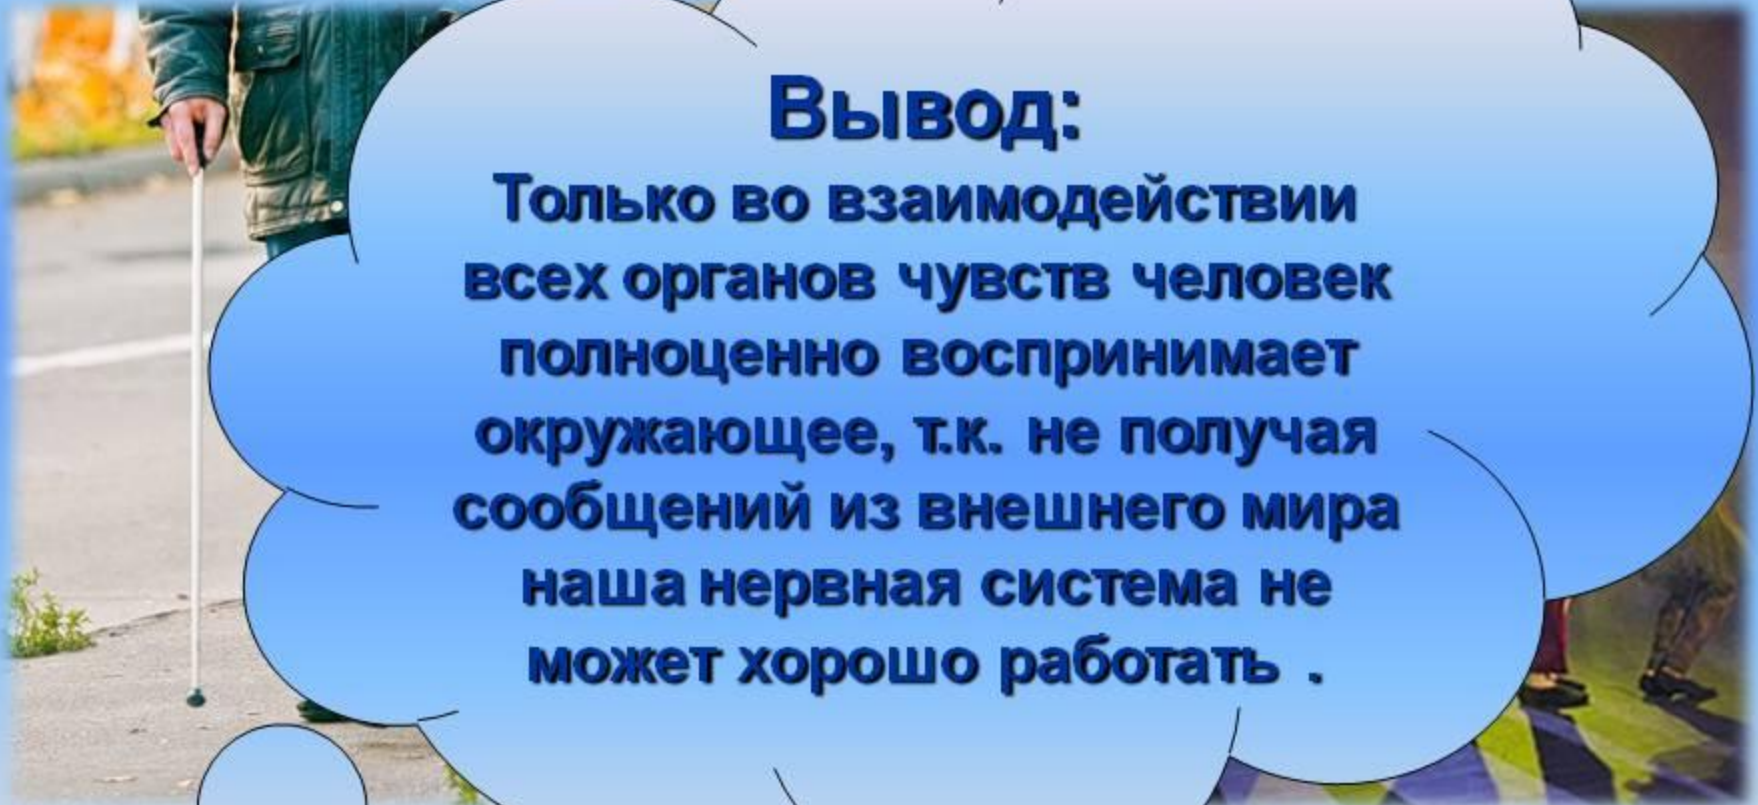 Вывод:
Только во взаимодействии
всех органов чувств человек
полноценно воспринимает
окружающее, т.к. не получая
сообщений из внешнего мира
наша нервная система не
может хорошо работать .